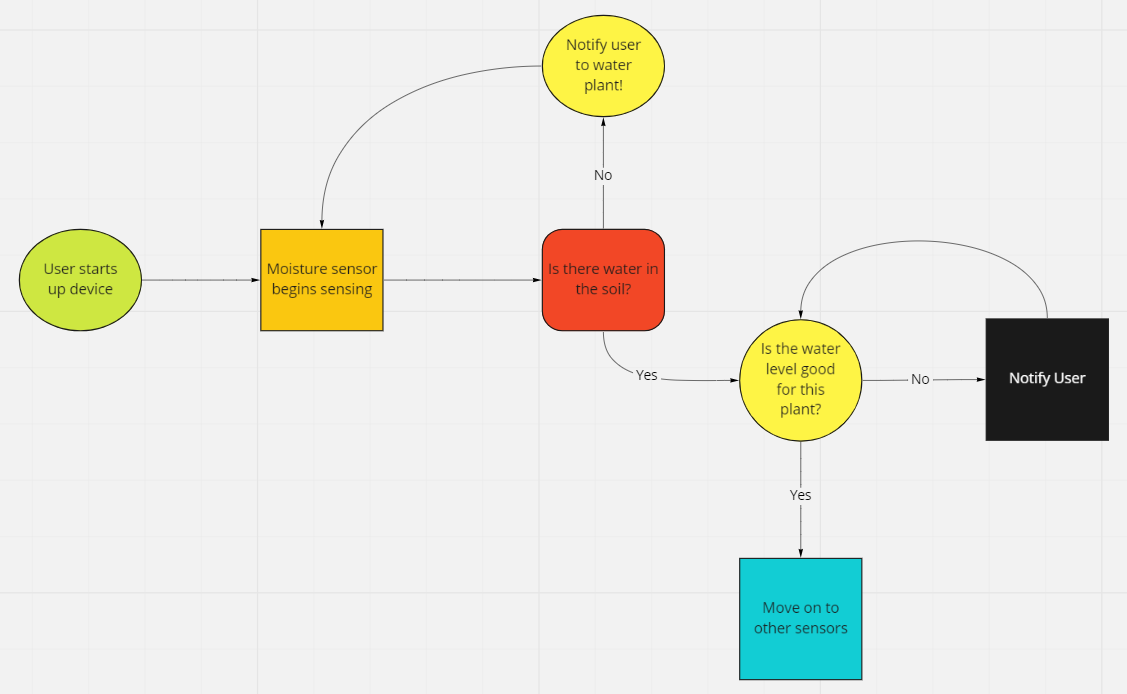 Notify user
to water
plant!
No
User starts
up device
Moisture sensor
begins sensing
Is there water in
the soil?
Yes
Is the water
level good
for this
plant?
No
Notify User
Yes
Move on to
other sensors